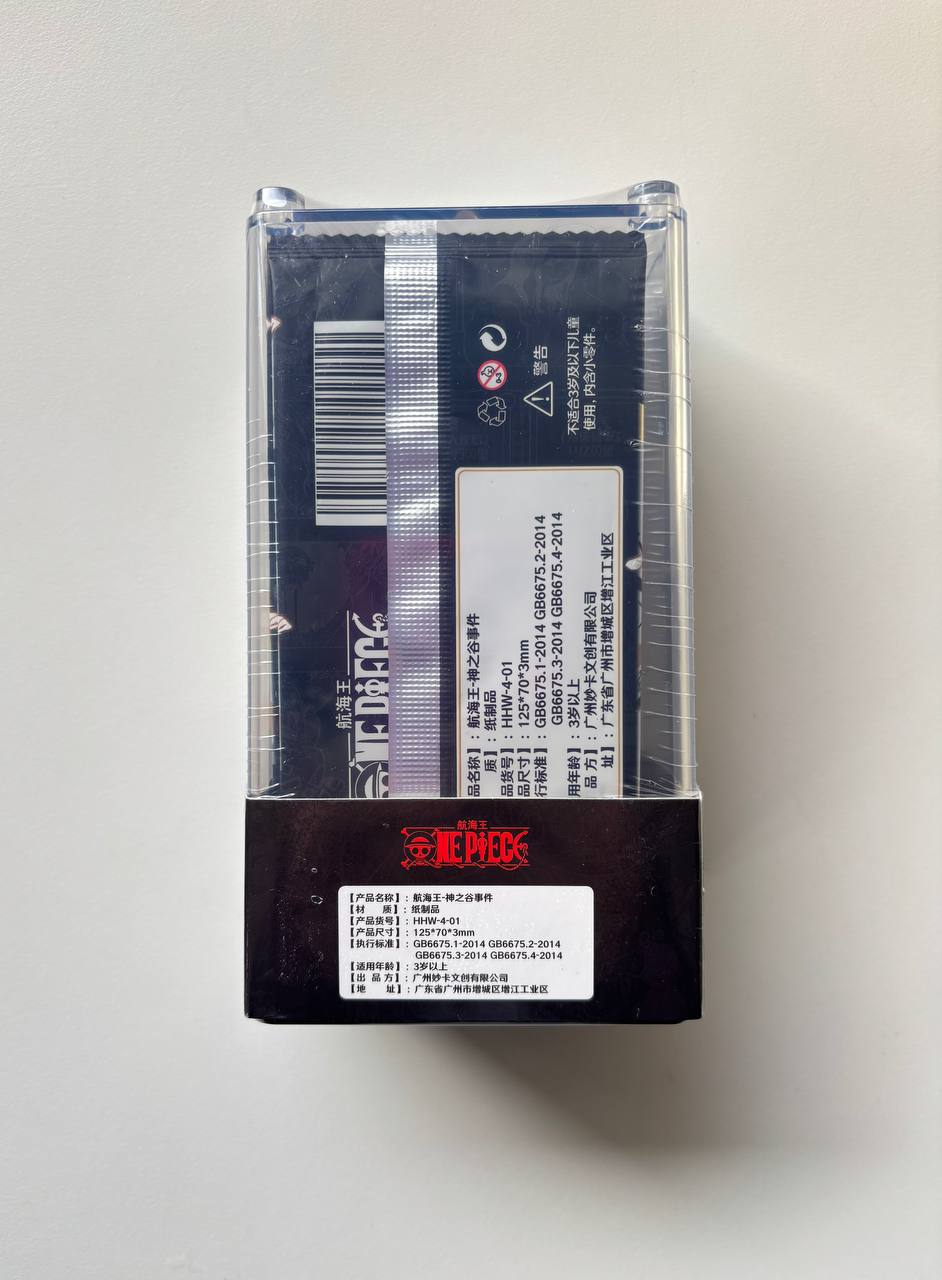 警告
不适合3岁及以下儿童
使用，内含小零件。
0-3
航海王
ONE PIECE
品名称】：航海王-神之谷事件
质】：纸制品
品货号】：HHW-4-01
品尺寸】：125*70*3mm
行标准】：GB6675.1-2014 GB6675.2-2014
GB6675.3-2014 GB6675.4-2014
用年龄】：3岁以上
品 方】：广州妙卡文创有限公司
址】：广东省广州市增城区增江工业区
航海王
ONE PIECE
【产品名称】：航海王-神之谷事件
【材 质】：纸制品
【产品货号】：HHW-4-01
【产品尺寸】：125*70*3mm
【执行标准】：GB6675.1-2014 GB6675.2-2014
GB6675.3-2014 GB6675.4-2014
【适用年龄】：3岁以上
【出 品 方】：广州妙卡文创有限公司
【地 址】：广东省广州市增城区增江工业区